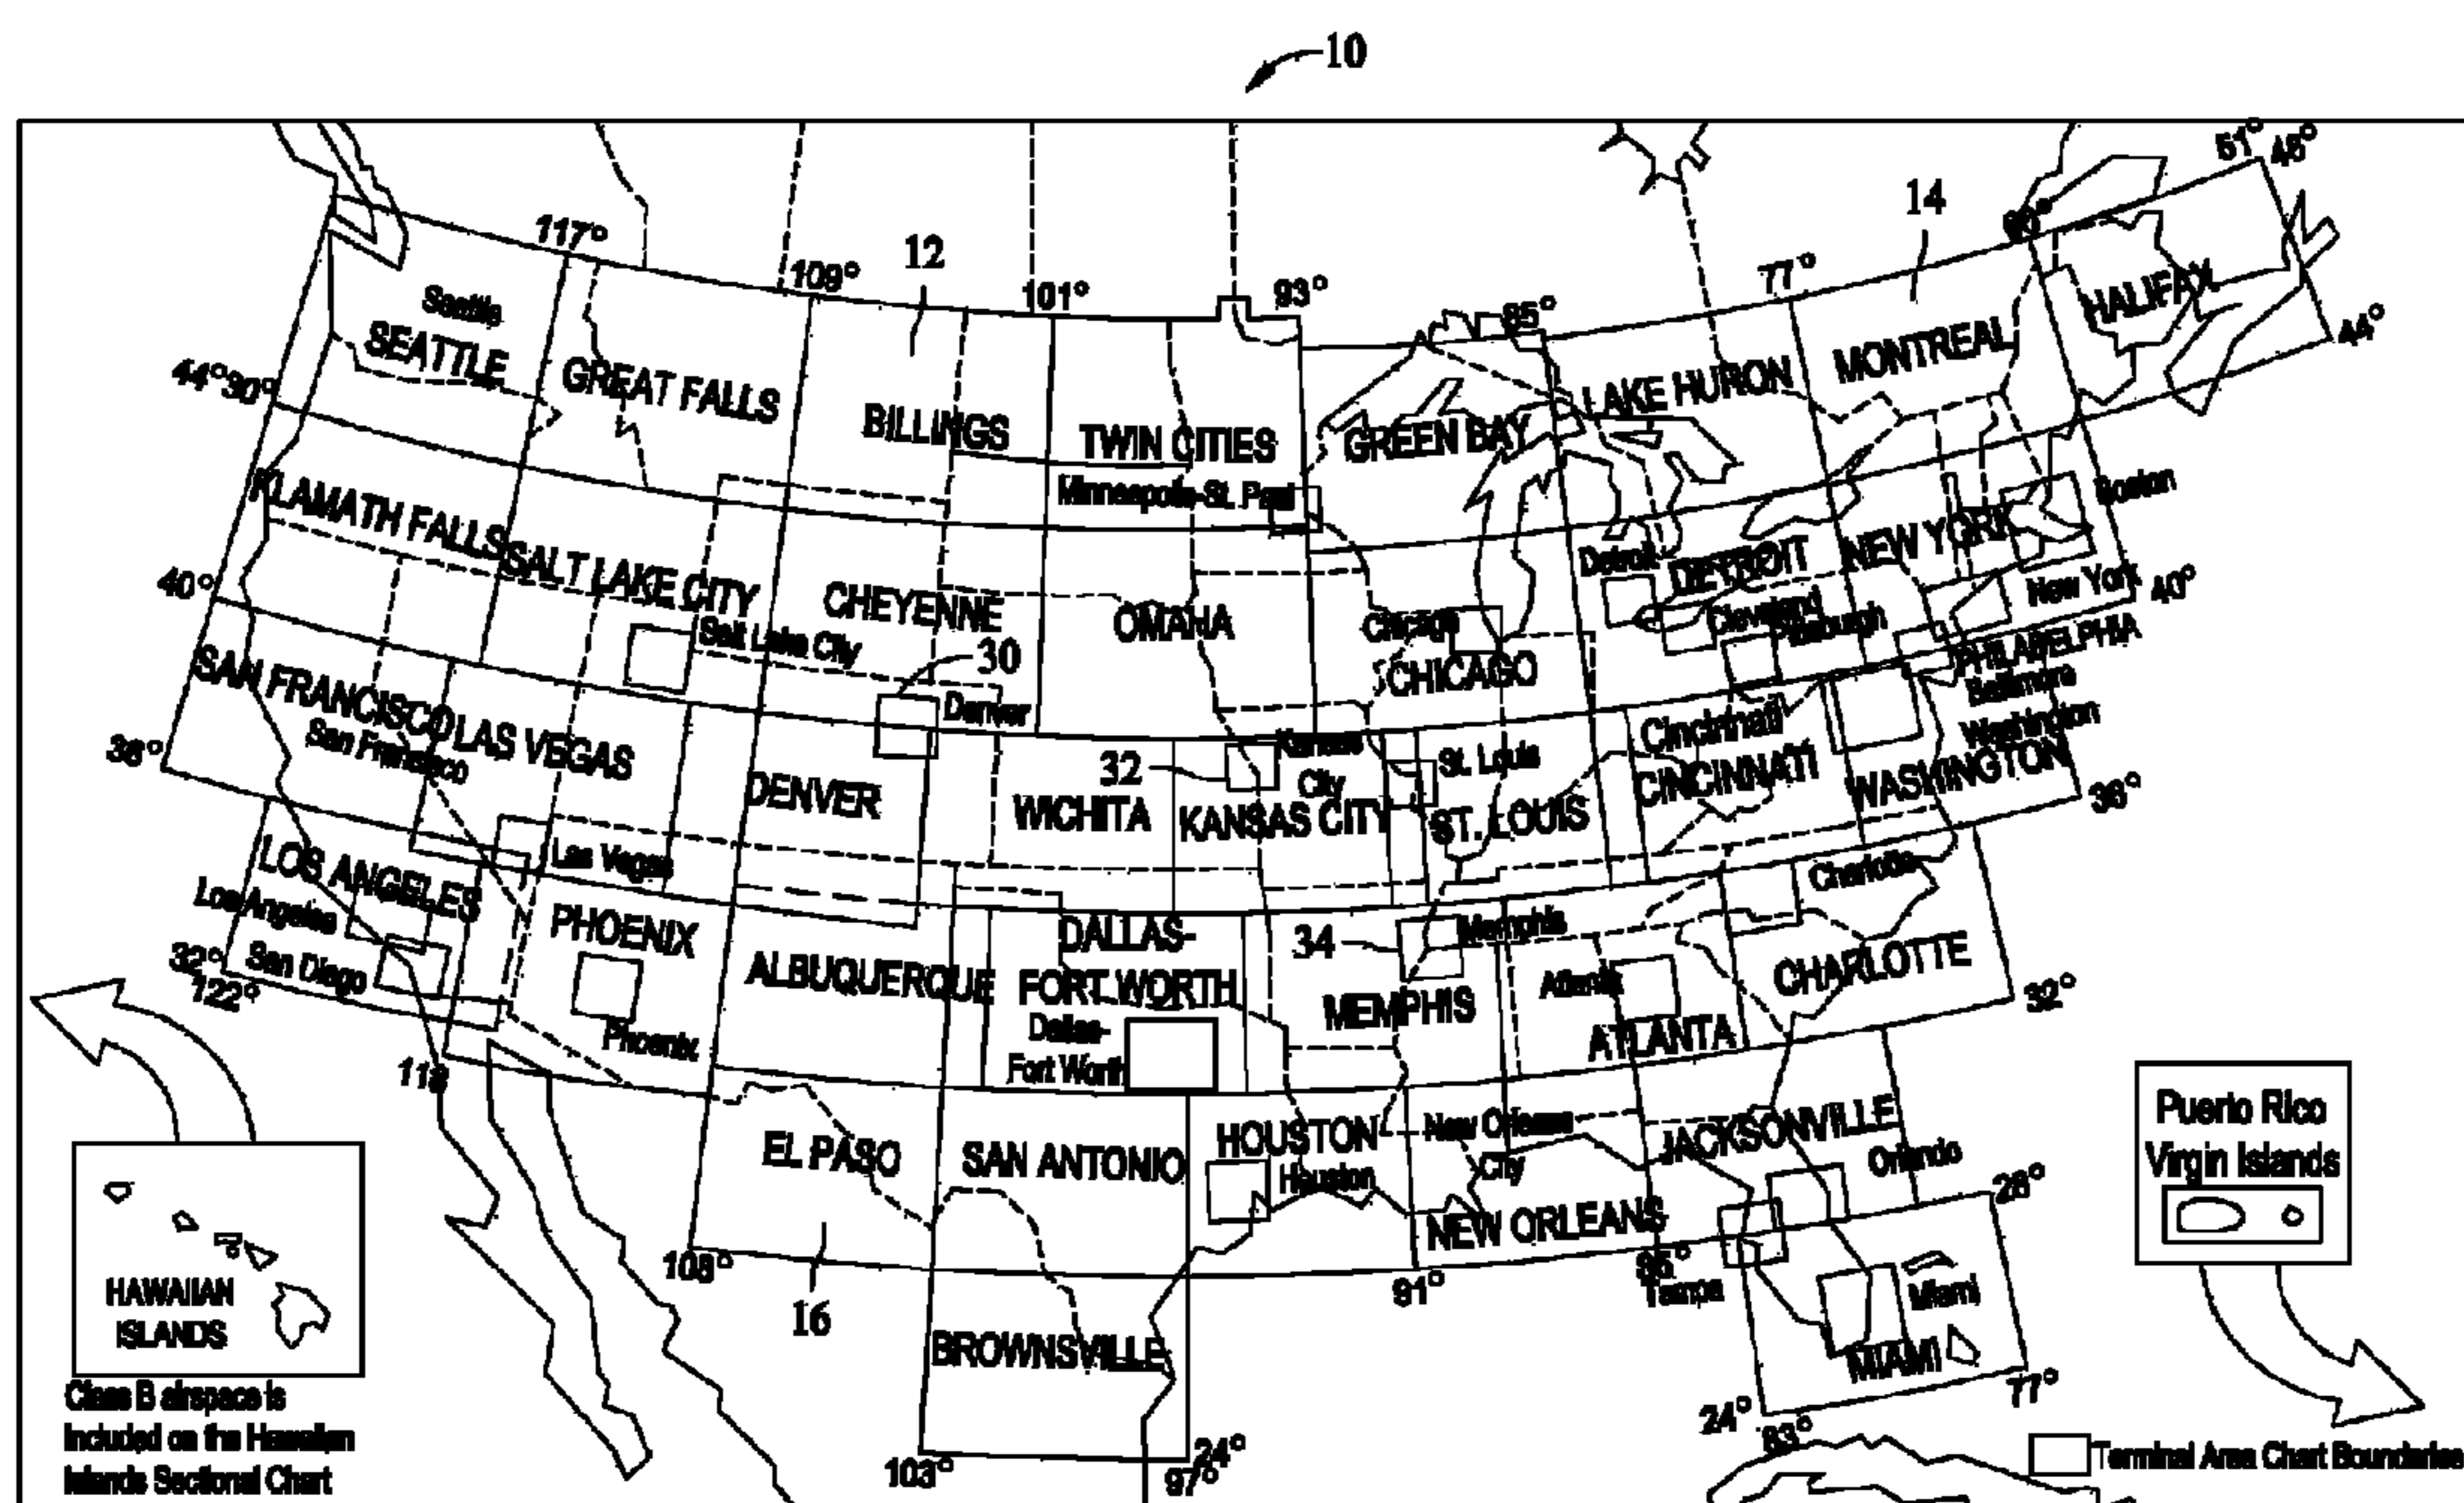 10
51° 48°
14
117°
12
109°
101°
93°
85°
77°
HALIFAX
Seattle
SEATTLE
44°
44°30°
GREAT FALLS
BILLINGS
TWIN CITIES
GREEN BAY
LAKE HURON
MONTREAL
Minneapolis-St. Paul
Boston
KLAMATH FALLS
SALT LAKE CITY
CHEYENNE
OMAHA
Detroit
DETROIT
NEW YORK
40°
Salt Lake City
30
Chicago
CHICAGO
Cleveland
New York
40°
PHILADELPHIA
Baltimore
SAN FRANCISCO
San Francisco
LAS VEGAS
Denver
DENVER
36°
32
Kansas
City
WICHITA
KANSAS CITY
St. Louis
ST. LOUIS
Cincinnati
CINCINNATI
Washington
WASHINGTON
36°
Las Vegas
LOS ANGELES
Los Angeles
San Diego
32°
122°
PHOENIX
Phoenix
ALBUQUERQUE
DALLAS-
FORT WORTH
Dallas-
Fort Worth
34
Memphis
MEMPHIS
Atlanta
ATLANTA
Charlotte
CHARLOTTE
32°
EL PASO
SAN ANTONIO
HOUSTON
Houston
New Orleans
City
NEW ORLEANS
JACKSONVILLE
Orlando
28°
Puerto Rico
Virgin Islands
HAWAIIAN
ISLANDS
16
91°
Tampa
Miami
MIAMI
BROWNSVILLE
Class B airspace is
Included on the Hawaiian
Islands Sectional Chart
103°
24°
97°
24°
83°
77°
Terminal Area Chart Boundaries